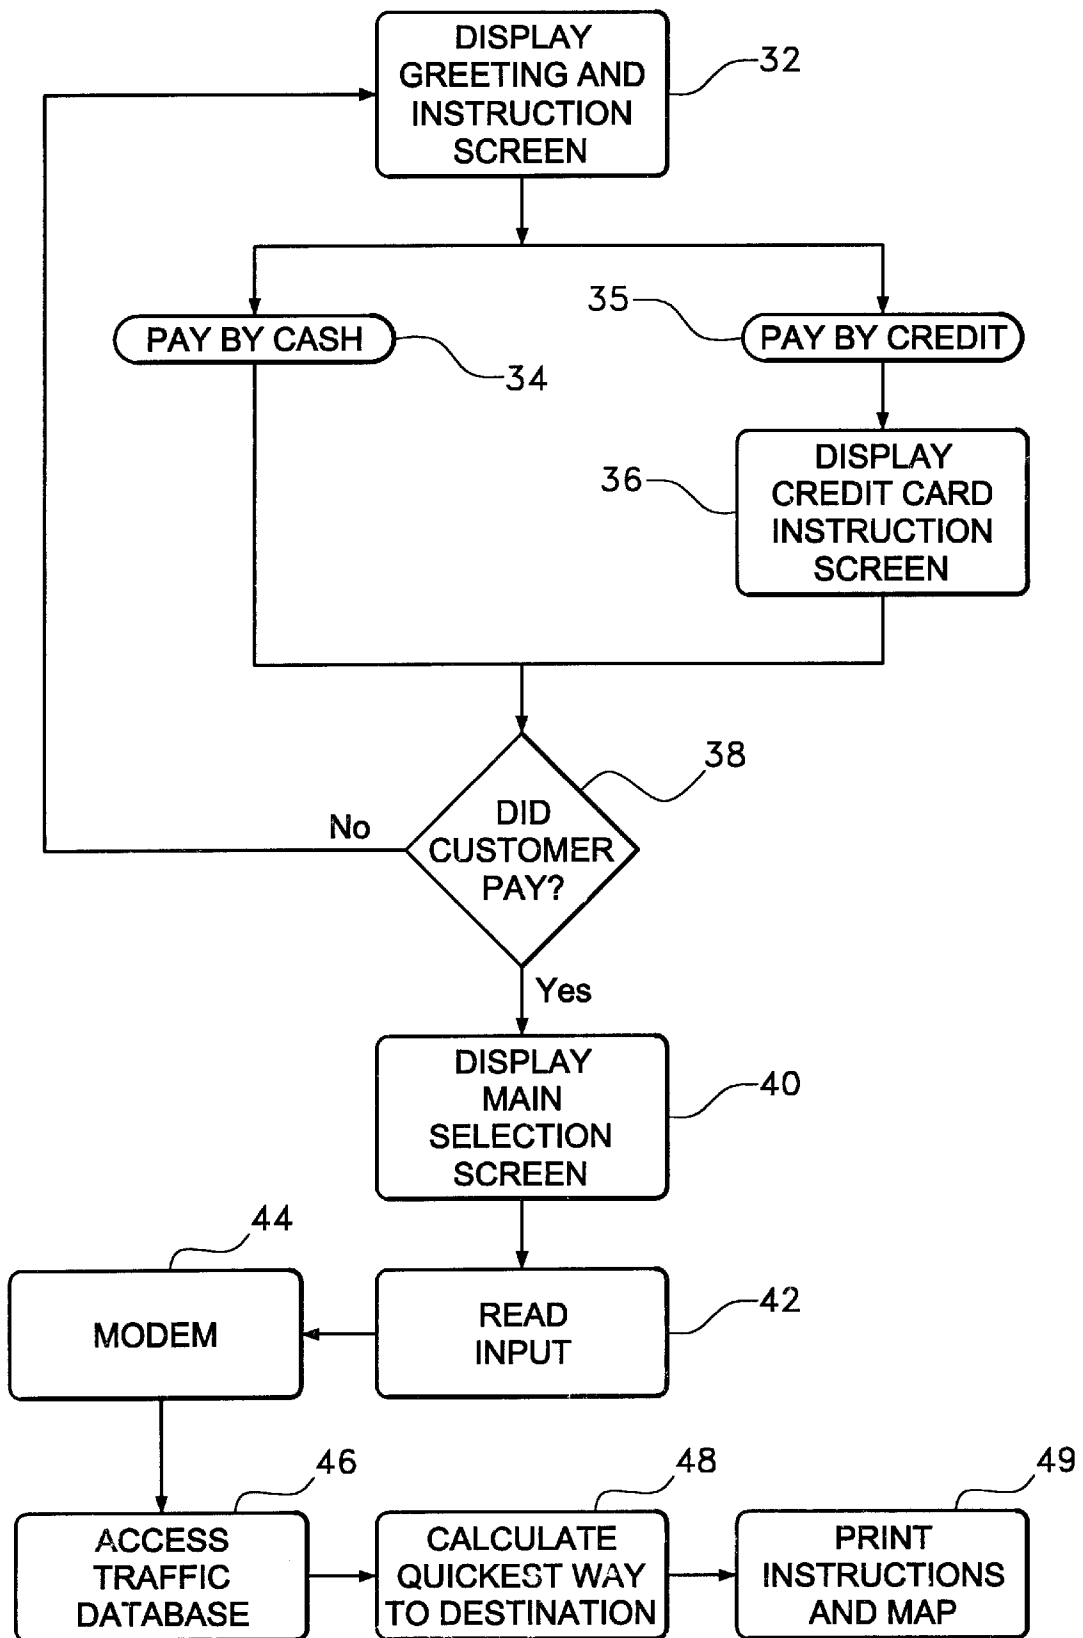 DISPLAY
GREETING AND
INSTRUCTION
SCREEN
32
PAY BY CASH
34
35
PAY BY CREDIT
36
DISPLAY
CREDIT CARD
INSTRUCTION
SCREEN
38
DID
CUSTOMER
PAY?
No
Yes
DISPLAY
MAIN
SELECTION
SCREEN
40
44
MODEM
READ
INPUT
42
46
ACCESS
TRAFFIC
DATABASE
48
CALCULATE
QUICKEST WAY
TO DESTINATION
49
PRINT
INSTRUCTIONS
AND MAP